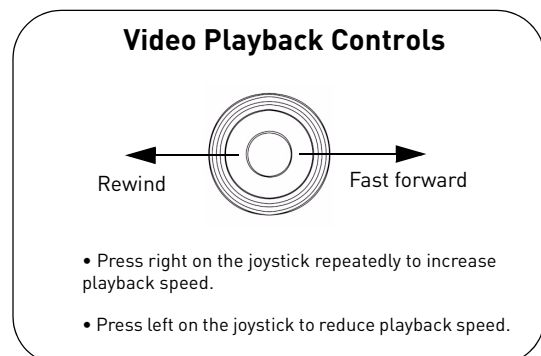 Video Playback Controls
Rewind
Fast forward
• Press right on the joystick repeatedly to increase
playback speed.
• Press left on the joystick to reduce playback speed.